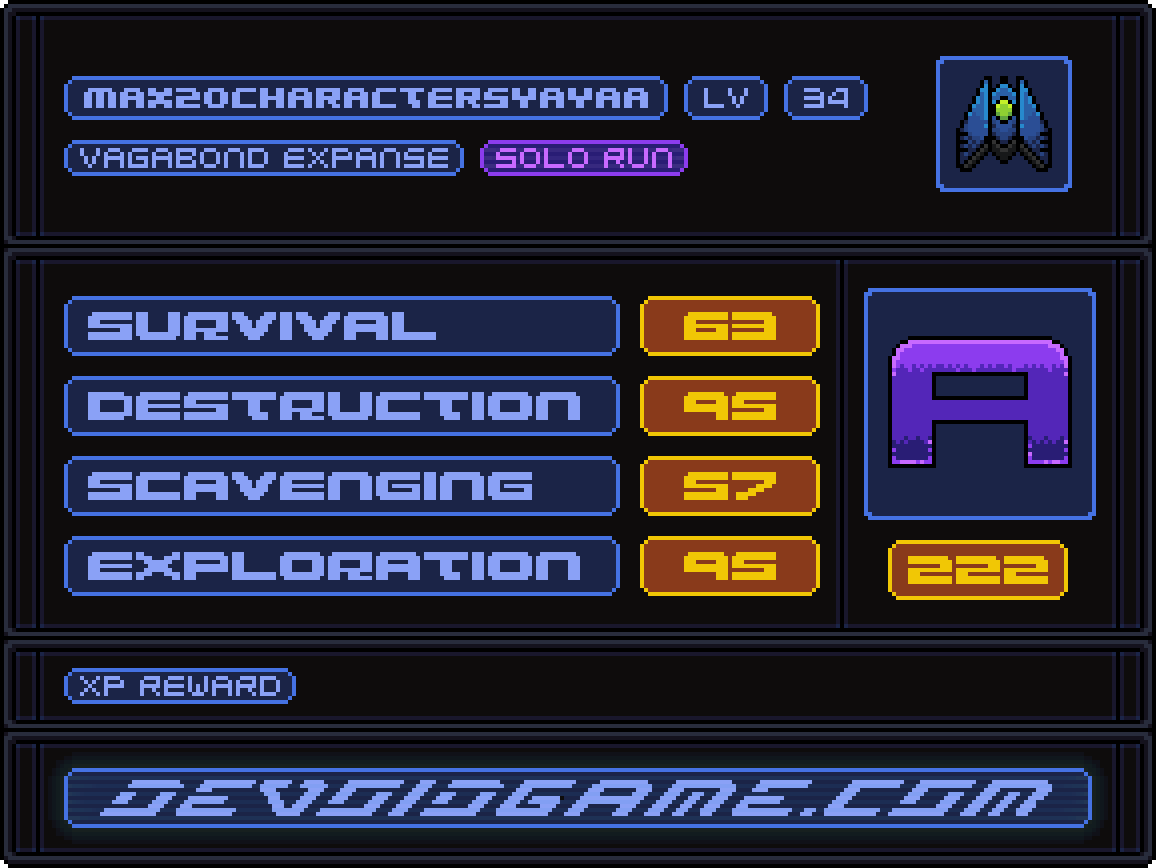 MAX20CHARACTERSYAYAA LV 34
VAGABOND EXPANSE SOLO RUN
SURVIVAL 63
DESTRUCTION 95
SCAVENGING 57
EXPLORATION 95
A
222
XP REWARD
DEVOIDGAME.COM